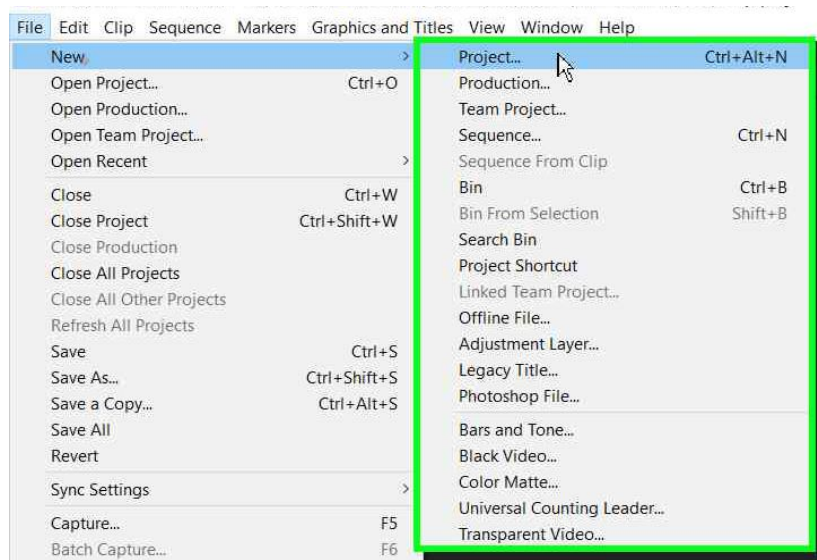 File Edit Clip Sequence Markers Graphics and Titles View Window Help
New >
Open Project... Ctrl+O
Open Production...
Open Team Project...
Open Recent >
Close Ctrl+W
Close Project Ctrl+Shift+W
Close Production
Close All Projects
Close All Other Projects
Refresh All Projects
Save Ctrl+S
Save As... Ctrl+Shift+S
Save a Copy... Ctrl+Alt+S
Save All
Revert
Sync Settings >
Capture... F5
Batch Capture... F6
Project... Ctrl+Alt+N
Production...
Team Project...
Sequence... Ctrl+N
Sequence From Clip
Bin Ctrl+B
Bin From Selection Shift+B
Search Bin
Project Shortcut
Linked Team Project...
Offline File...
Adjustment Layer...
Legacy Title...
Photoshop File...
Bars and Tone...
Black Video...
Color Matte...
Universal Counting Leader...
Transparent Video...